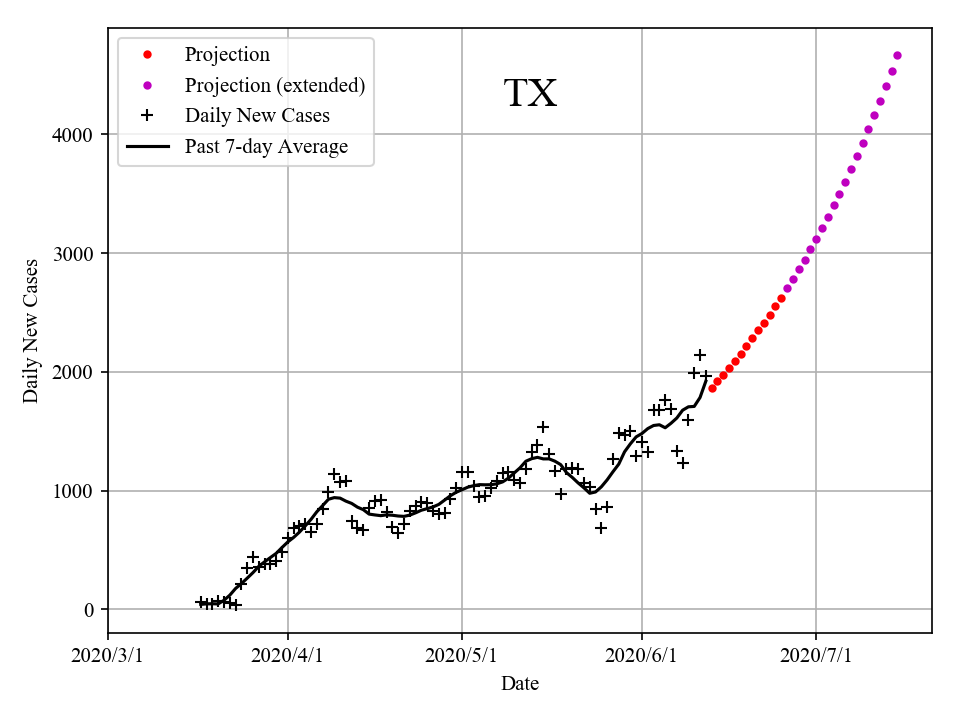 Projection
Projection (extended)
Daily New Cases
Past 7-day Average
TX
4000
3000
2000
1000
0
Daily New Cases
2020/3/1
2020/4/1
2020/5/1
2020/6/1
2020/7/1
Date